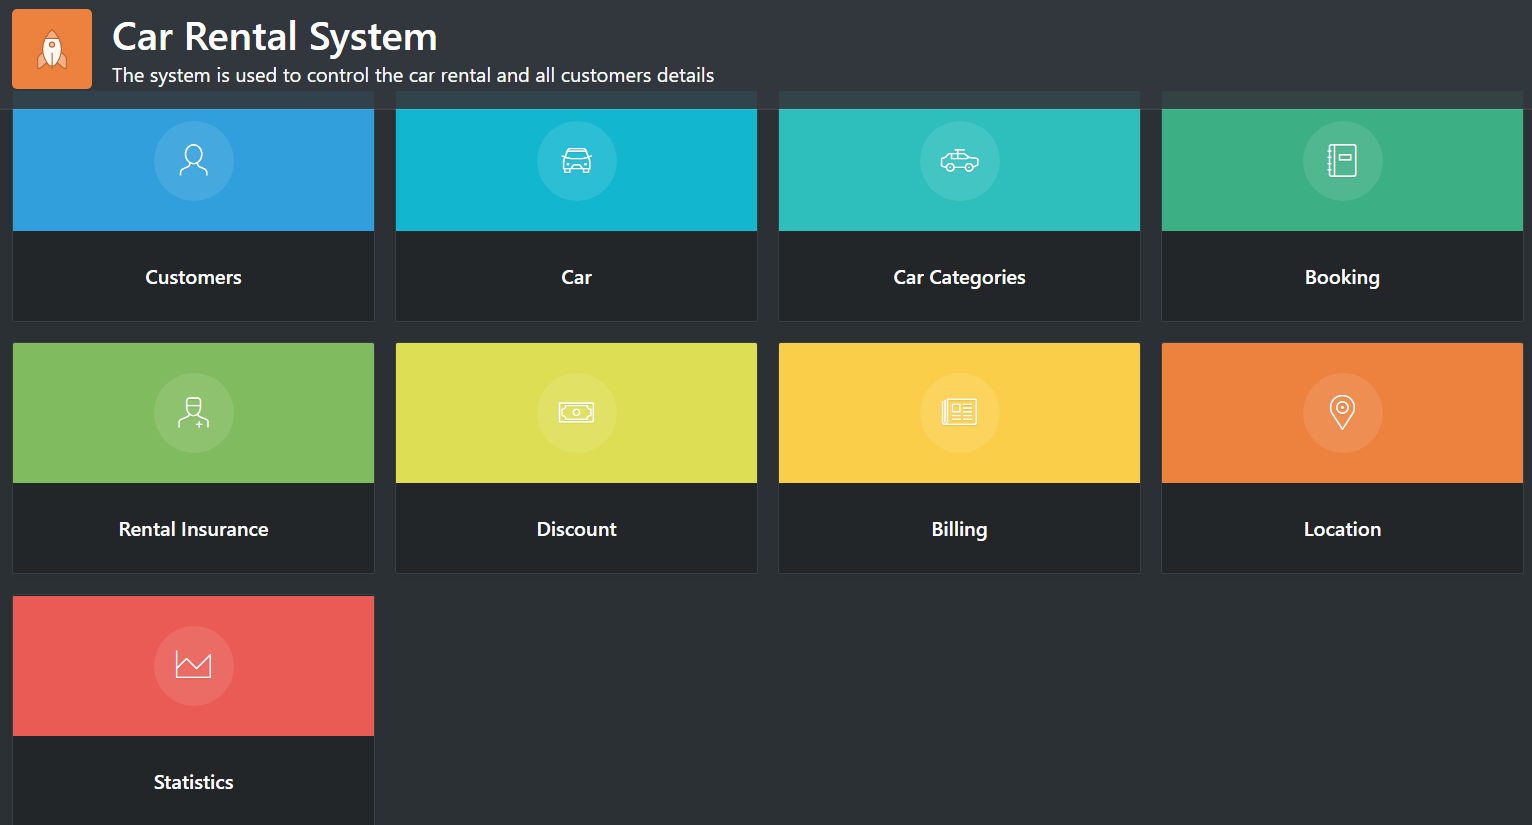 Car Rental System
The system is used to control the car rental and all customers details
Customers
Car
Car Categories
Booking
Rental Insurance
Discount
Billing
Location
Statistics